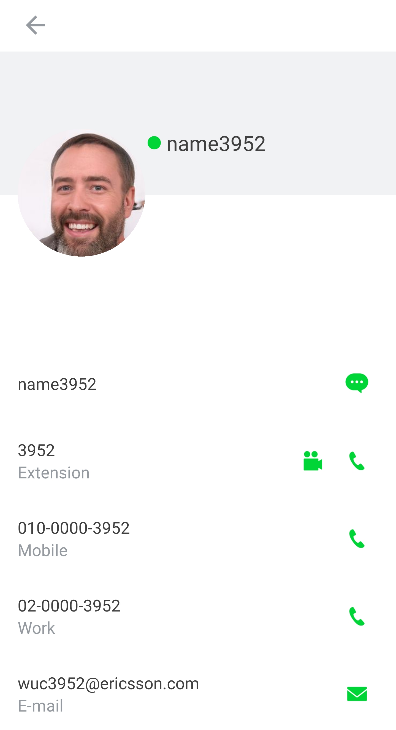 name3952
name3952
3952
Extension
010-0000-3952
Mobile
02-0000-3952
Work
wuc3952@ericsson.com
E-mail